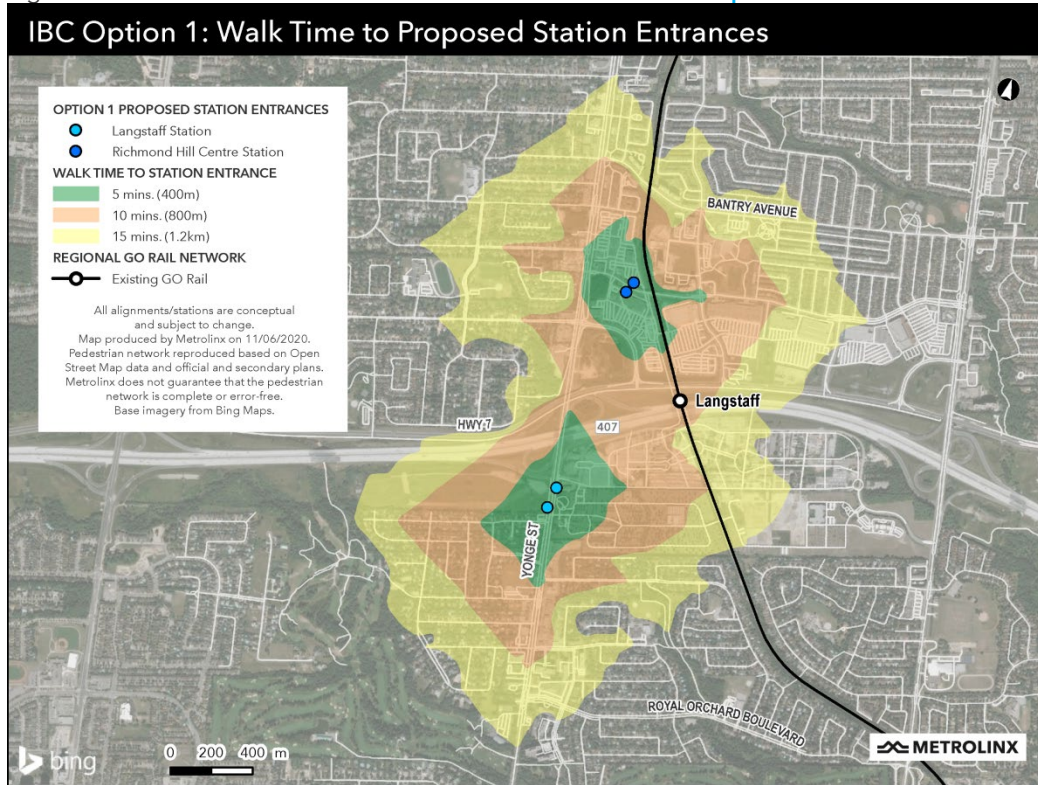 IBC Option 1: Walk Time to Proposed Station Entrances
OPTION 1 PROPOSED STATION ENTRANCES
Langstaff Station
Richmond Hill Centre Station
WALK TIME TO STATION ENTRANCE
5 mins. (400m)
10 mins. (800m)
15 mins. (1.2km)
REGIONAL GO RAIL NETWORK
Existing GO Rail
All alignments/stations are conceptual
and subject to change.
Map produced by Metrolinx on 11/06/2020.
Pedestrian network reproduced based on Open
Street Map data and official and secondary plans.
Metrolinx does not guarantee that the pedestrian
network is complete or error-free.
Base imagery from Bing Maps.
BANTRY AVENUE
Langstaff
HWY 7
407
YONGE ST
ROYAL ORCHARD BOULEVARD
0 200 400 m
bing
METROLINX